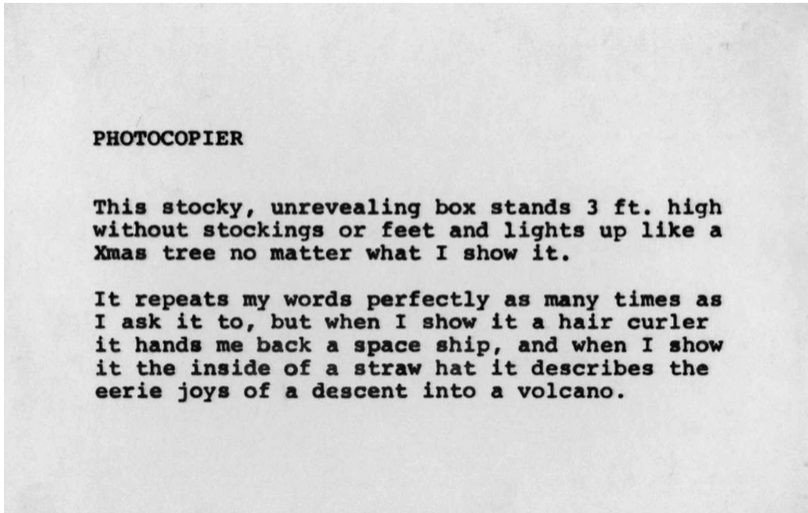 PHOTOCOPIER
This stocky, unrevealing box stands 3 ft. high
without stockings or feet and lights up like a
Xmas tree no matter what I show it.
It repeats my words perfectly as many times as
I ask it to, but when I show it a hair curler
it hands me back a space ship, and when I show
it the inside of a straw hat it describes the
eerie joys of a descent into a volcano.